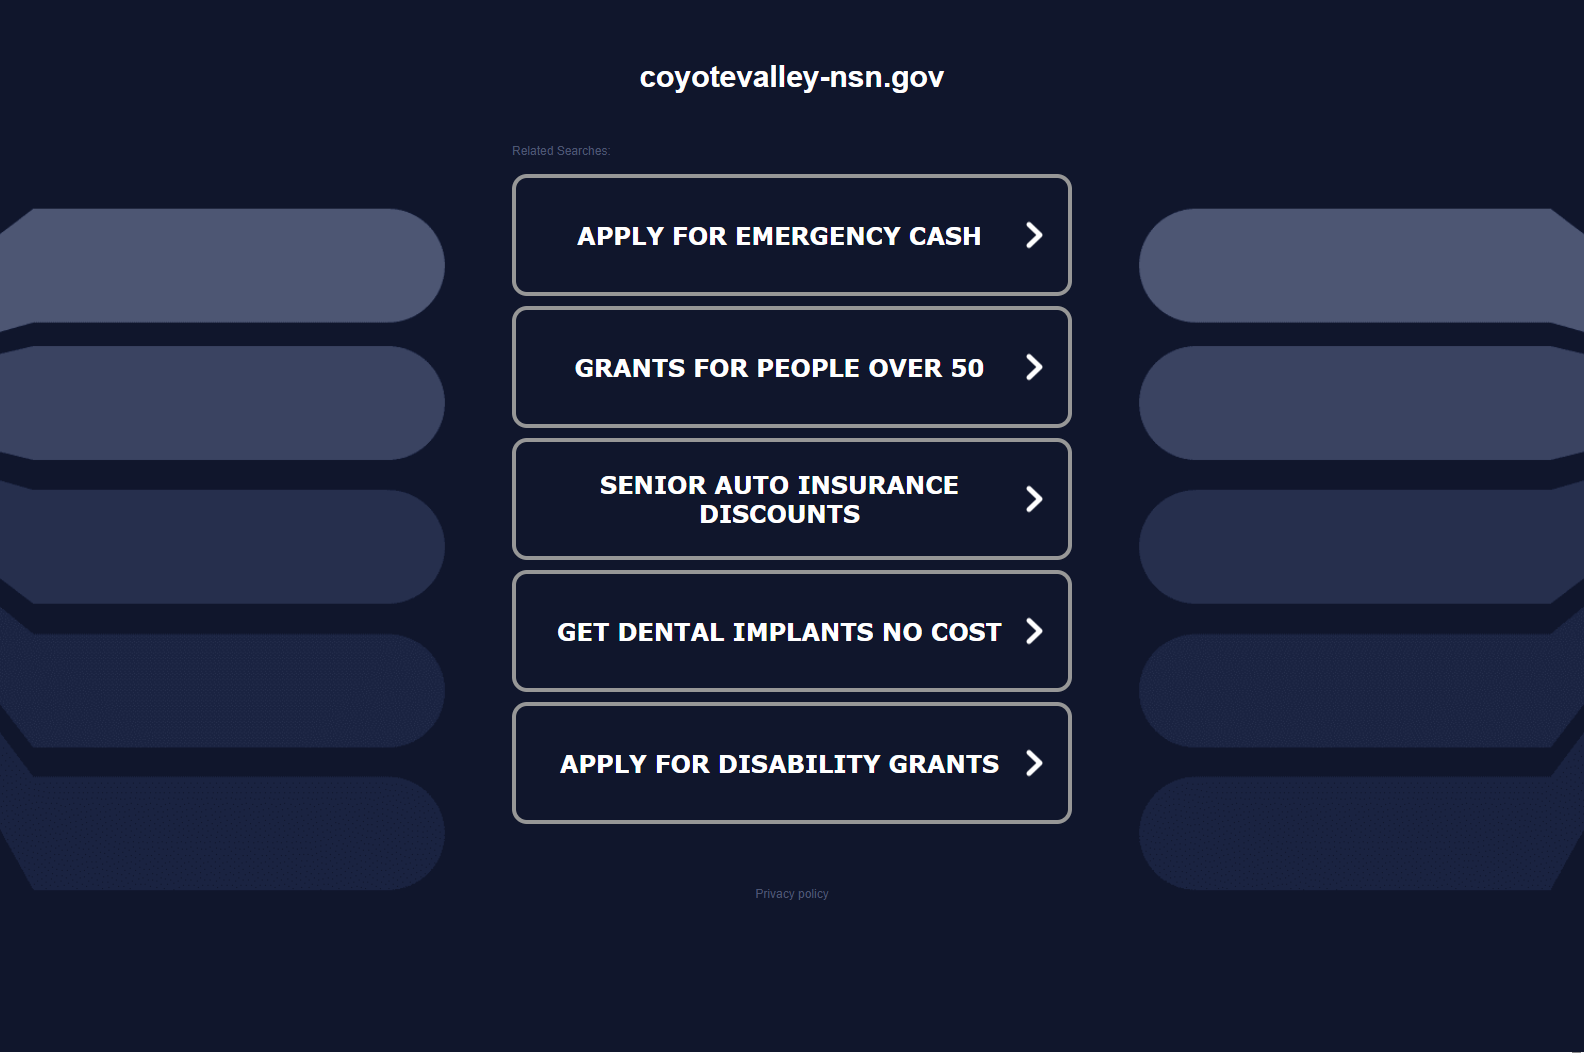 coyotevalley-nsn.gov
Related Searches:
APPLY FOR EMERGENCY CASH
GRANTS FOR PEOPLE OVER 50
SENIOR AUTO INSURANCE
DISCOUNTS
GET DENTAL IMPLANTS NO COST
APPLY FOR DISABILITY GRANTS
Privacy policy